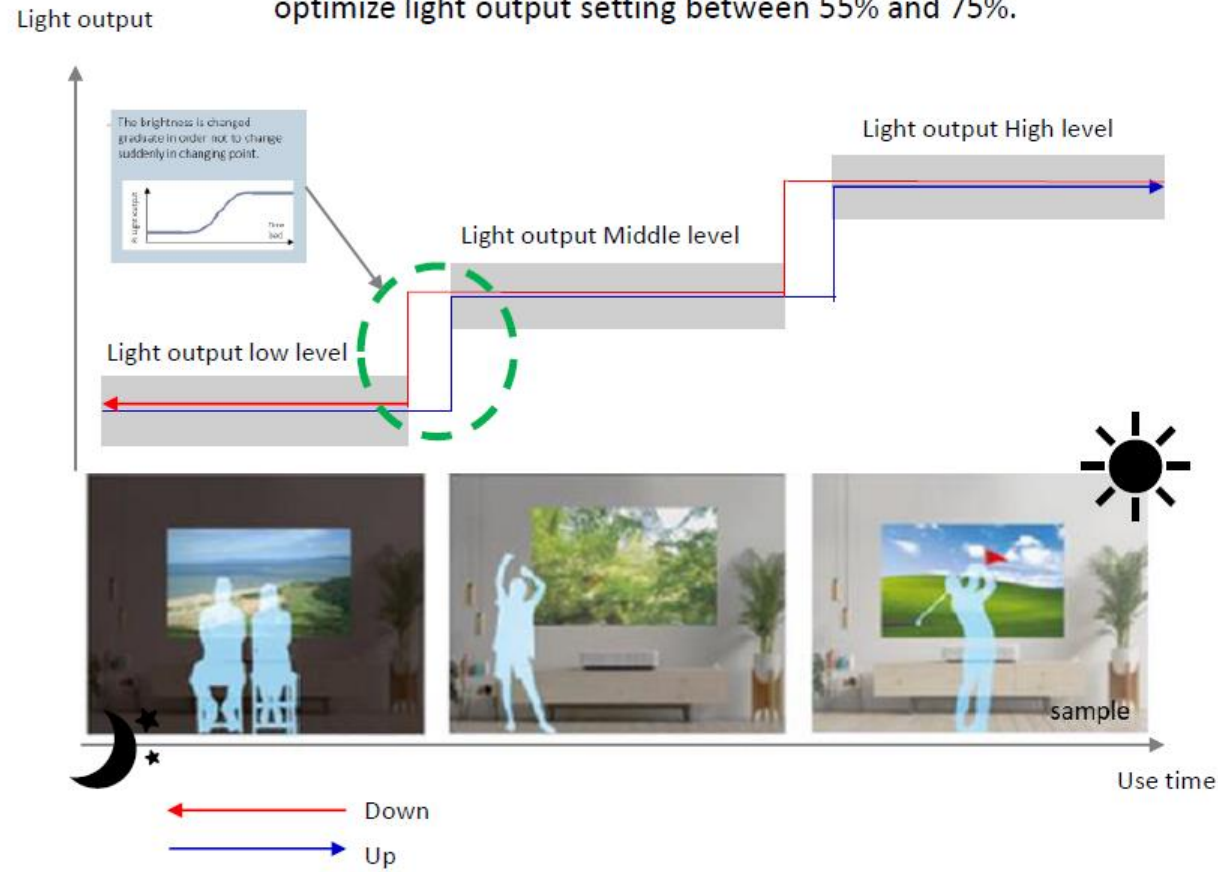 optimize light output setting between 55% and 75%.
Light output
The brightness is changed
graduate in order not to change
suddenly in changing point.
Light output High level
Light output Middle level
Light output low level
sample
Use time
Down
Up